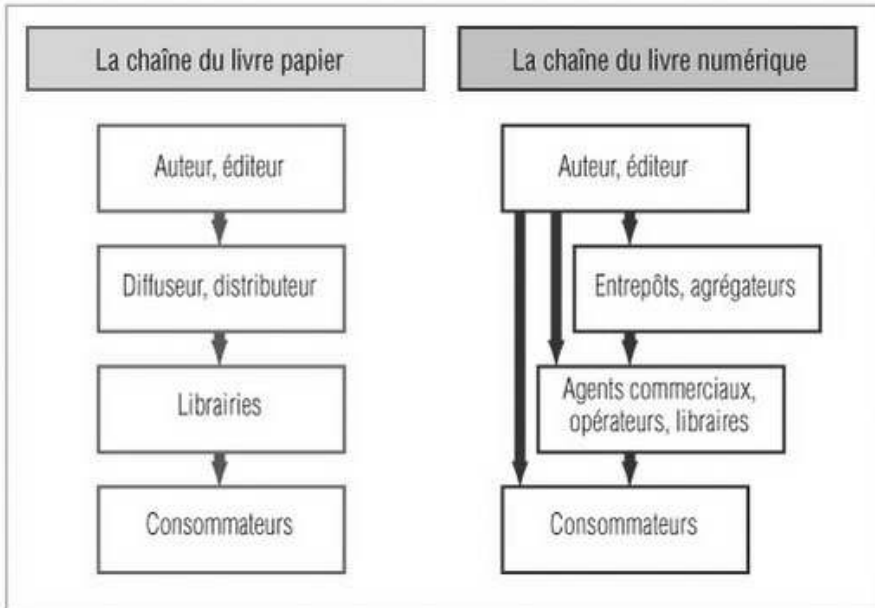 La chaîne du livre papier
Auteur, éditeur
Diffuseur, distributeur
Librairies
Consommateurs
La chaîne du livre numérique
Auteur, éditeur
Entrepôts, agrégateurs
Agents commerciaux,
opérateurs, libraires
Consommateurs